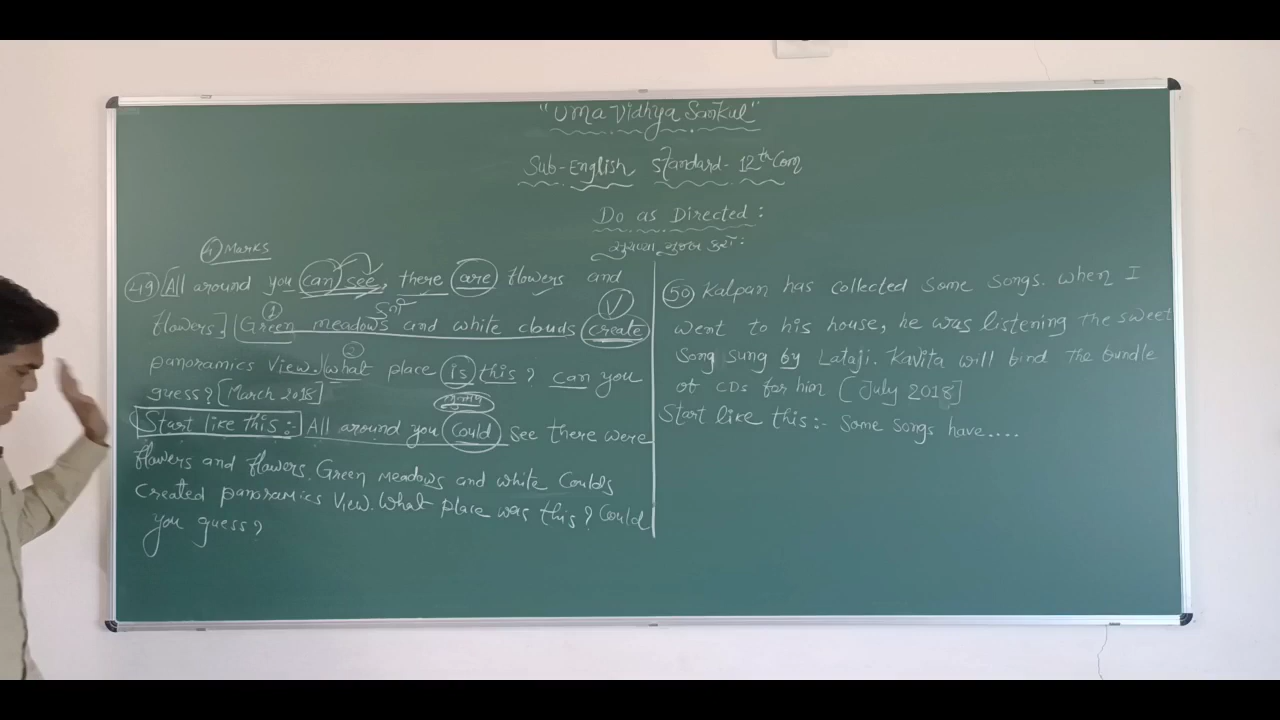 "Uma Vidhya Sankul"
Sub-English Standard-12th Com
Do as Directed:
સૂચના મુજબ કરો:
④ Marks
(49) All around you can see, there are flowers and
flowers] Green meadows and white clouds create
① V
panoramics View. What place is this? can you
②
guess? [March 2018]
Start like this:- All around you Could see there were
flowers and flowers. Green meadows and white Coulds
Created panoramics View. What place was this? Could
you guess?
(50) Kalpan has collected Some Songs. when I
went to his house, he was listening the sweet
Song sung by Lataji. Kavita will bind the bundle
of CDs for him [July 2018]
Start like this:- Some songs have....